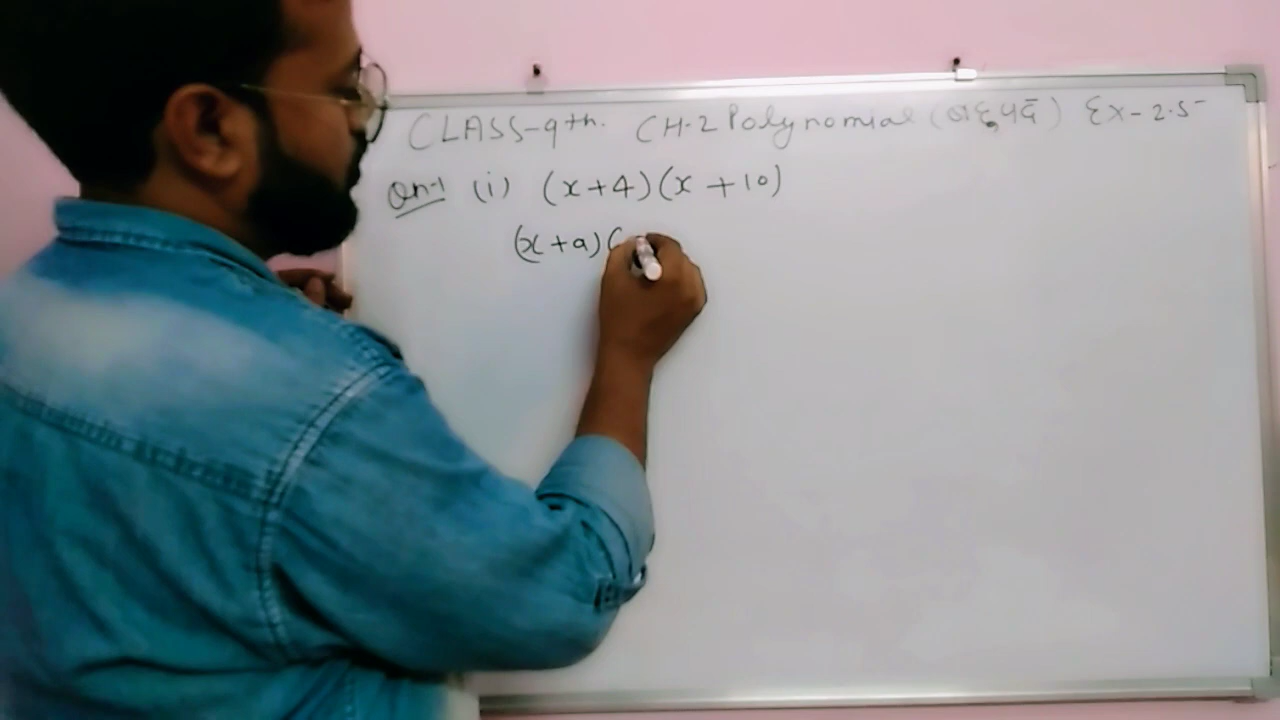 CLASS-9th. CH.2 Polynomial (बहुपद) Ex-2.5
Qn-1 (i) (x+4)(x+10)
(x+a)(